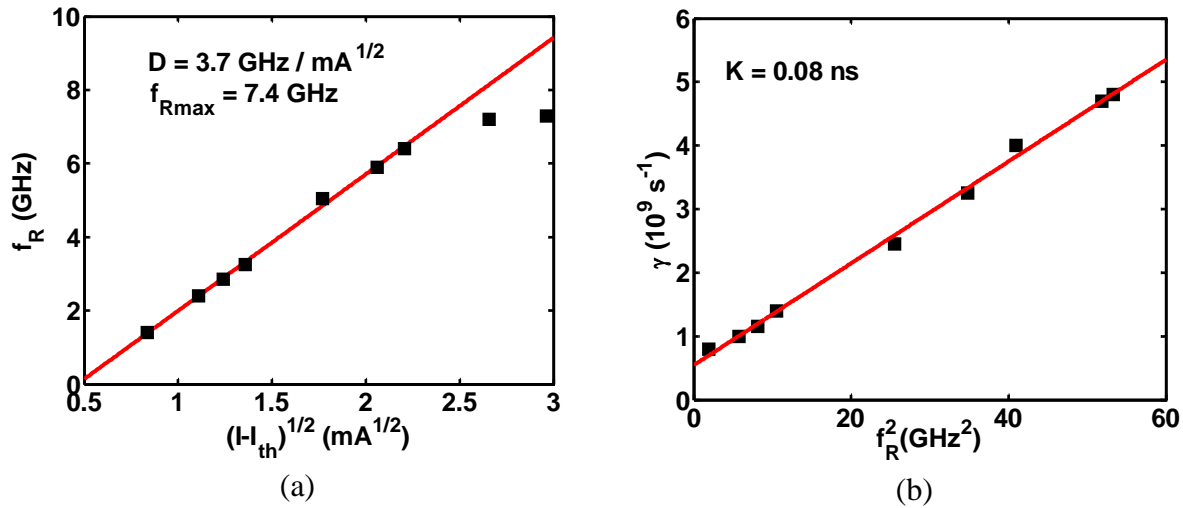 10
8
6
4
2
0
f_R (GHz)
D = 3.7 GHz / mA^1/2
f_Rmax = 7.4 GHz
0.5 1 1.5 2 2.5 3
(I-I_th)^1/2 (mA^1/2)
(a)
6
5
4
3
2
1
0
γ (10^9 s^-1)
K = 0.08 ns
0 20 40 60
f_R^2(GHz^2)
(b)